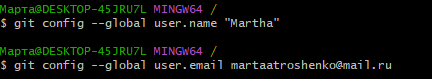 Марта@DESKTOP-45JRU7L MINGW64 /
$ git config --global user.name "Martha"
Марта@DESKTOP-45JRU7L MINGW64 /
$ git config --global user.email martaatroshenko@mail.ru